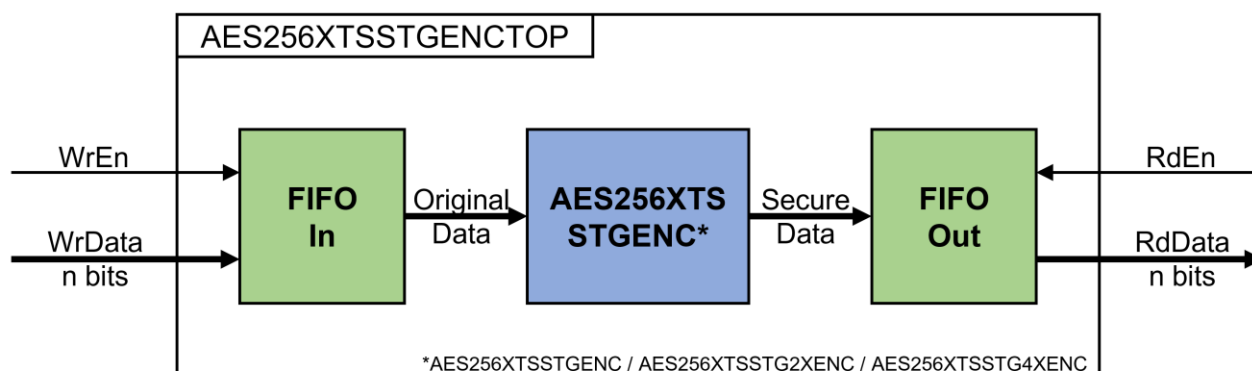 AES256XTSSTGENCTOP
WrEn
WrData
n bits
FIFO
In
Original
Data
AES256XTS
STGENC*
Secure
Data
FIFO
Out
RdEn
RdData
n bits
*AES256XTSSTGENC / AES256XTSSTG2XENC / AES256XTSSTG4XENC